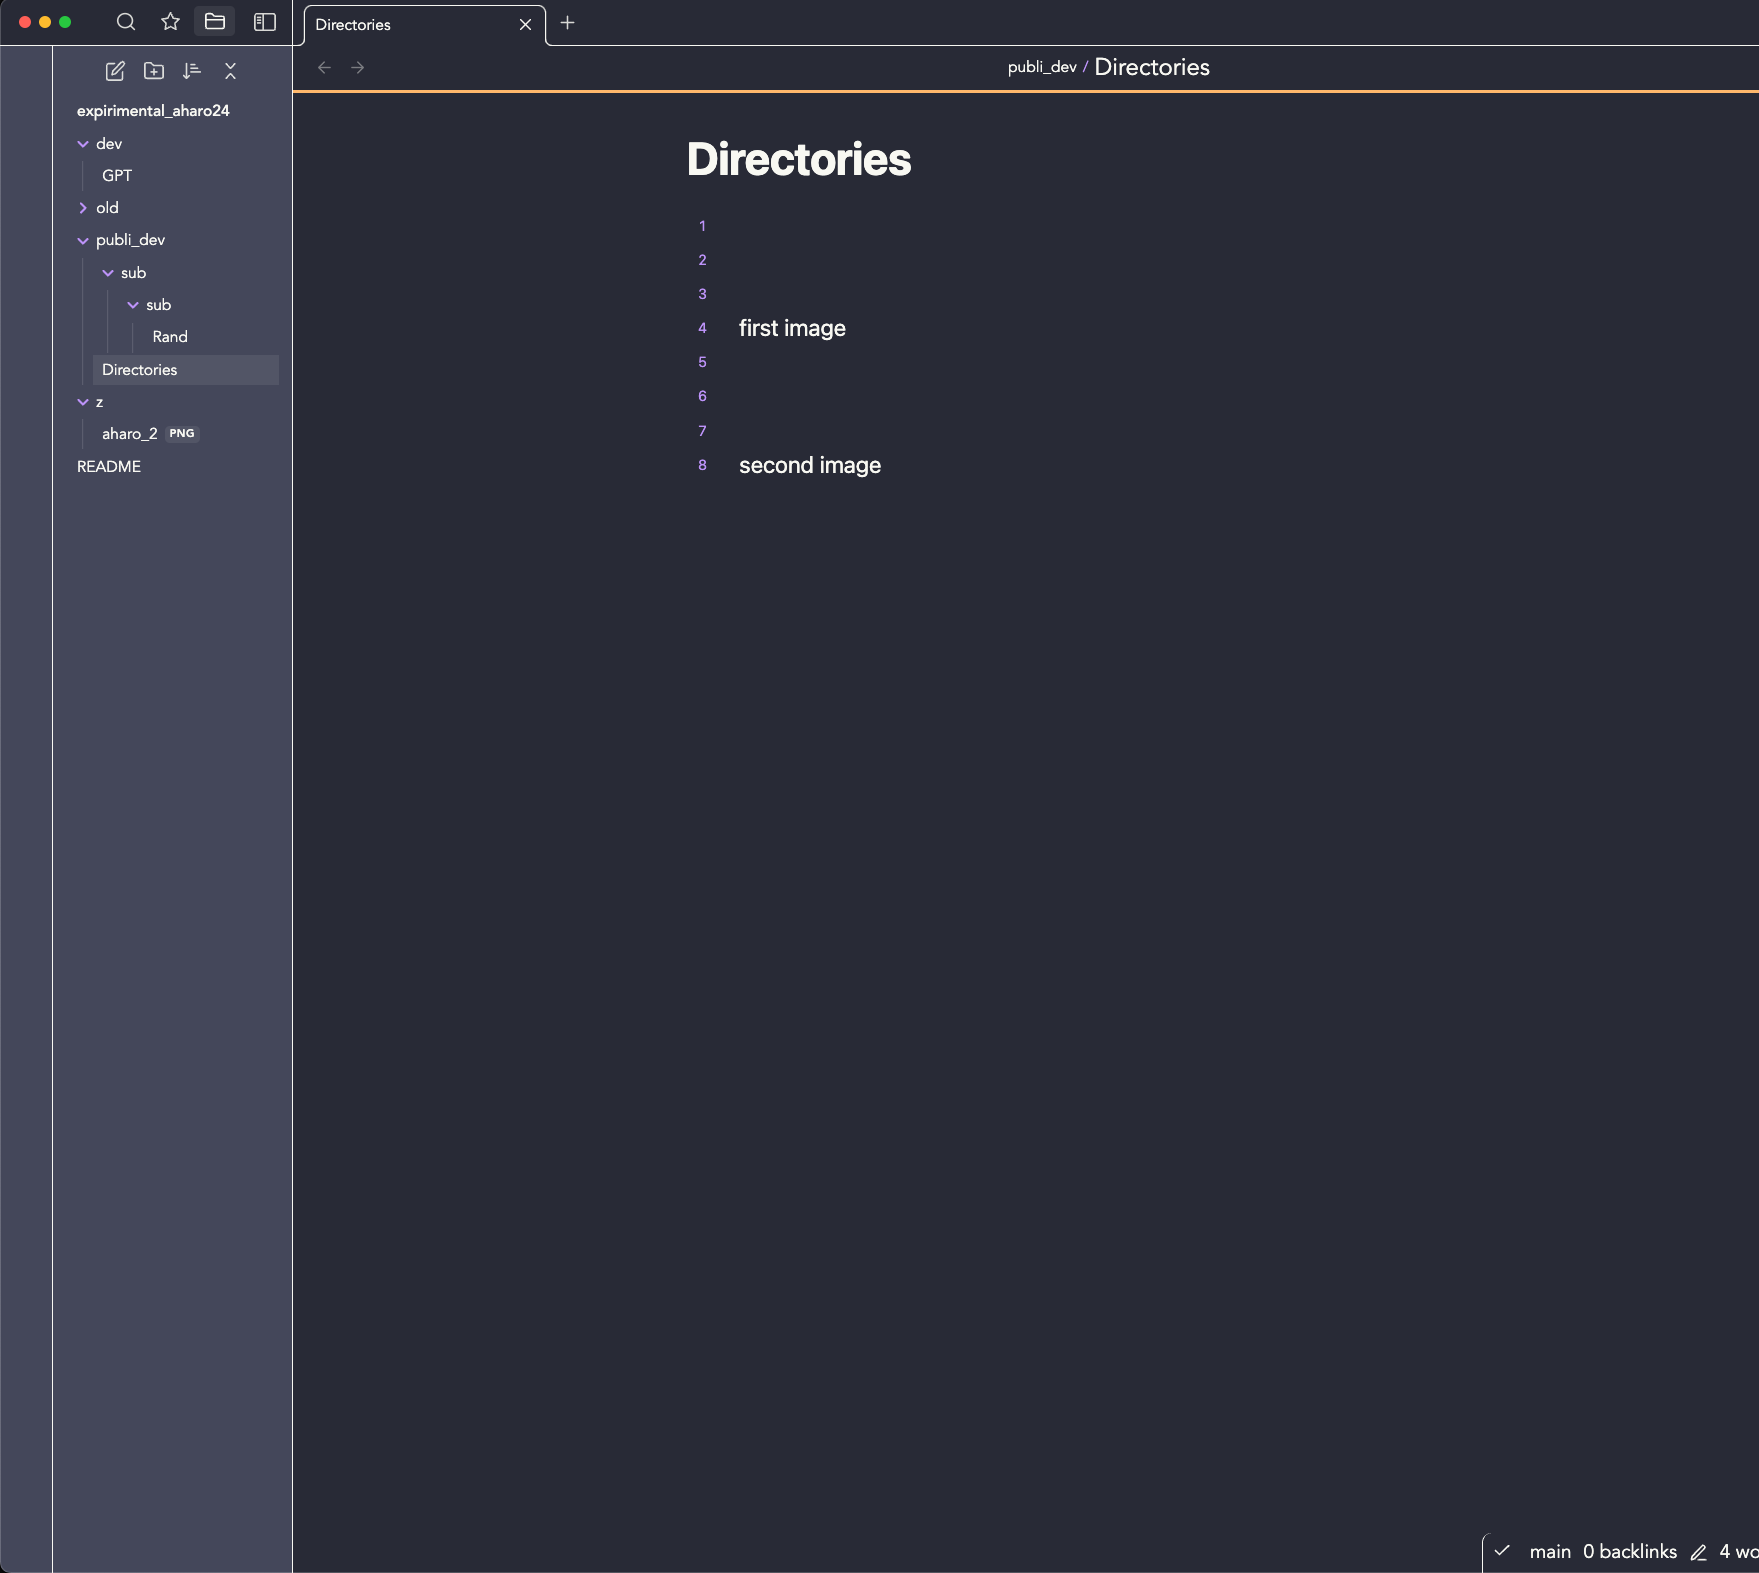 Directories
publi_dev / Directories
expirimental_aharo24
dev
GPT
old
publi_dev
sub
sub
Rand
Directories
z
aharo_2 PNG
README
Directories
1
2
3
4 first image
5
6
7
8 second image
main 0 backlinks 4 wo